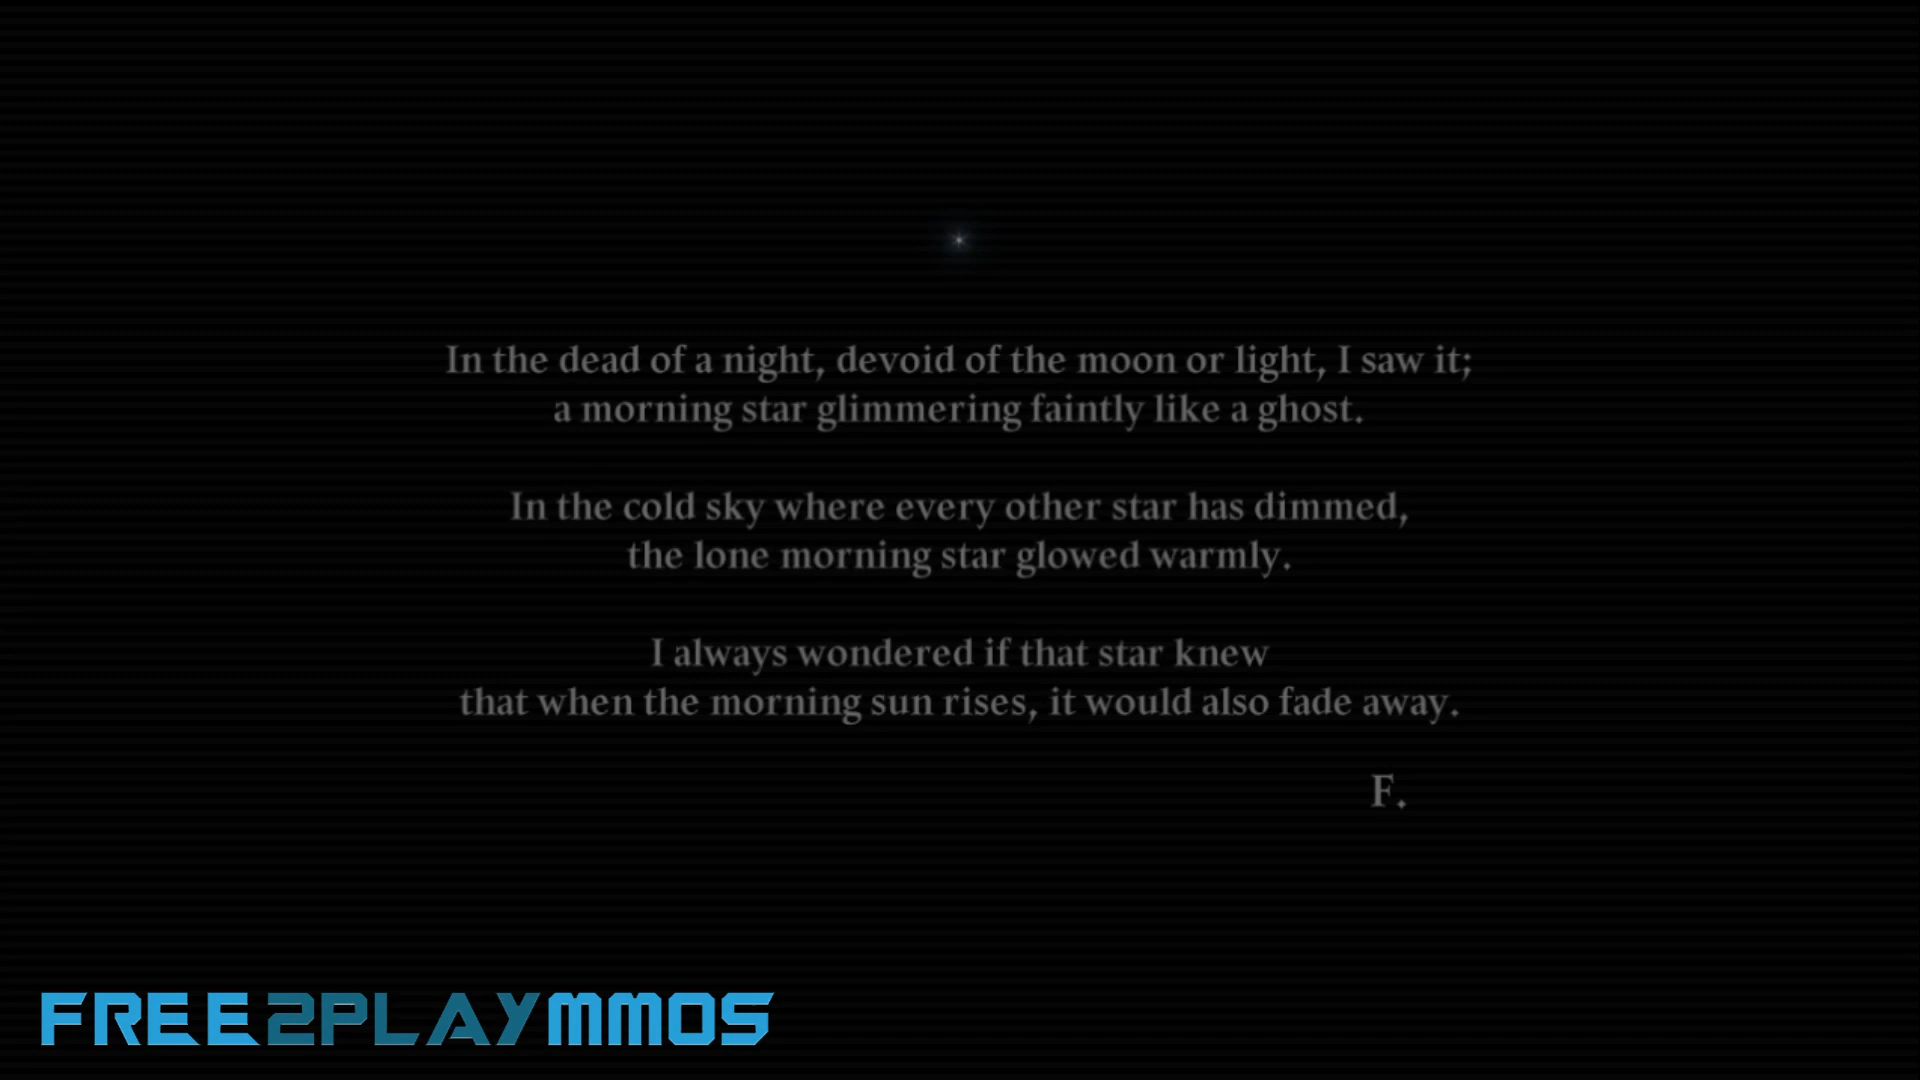 In the dead of a night, devoid of the moon or light, I saw it;
a morning star glimmering faintly like a ghost.
In the cold sky where every other star has dimmed,
the lone morning star glowed warmly.
I always wondered if that star knew
that when the morning sun rises, it would also fade away.
F.
FREE2PLAYMMOS